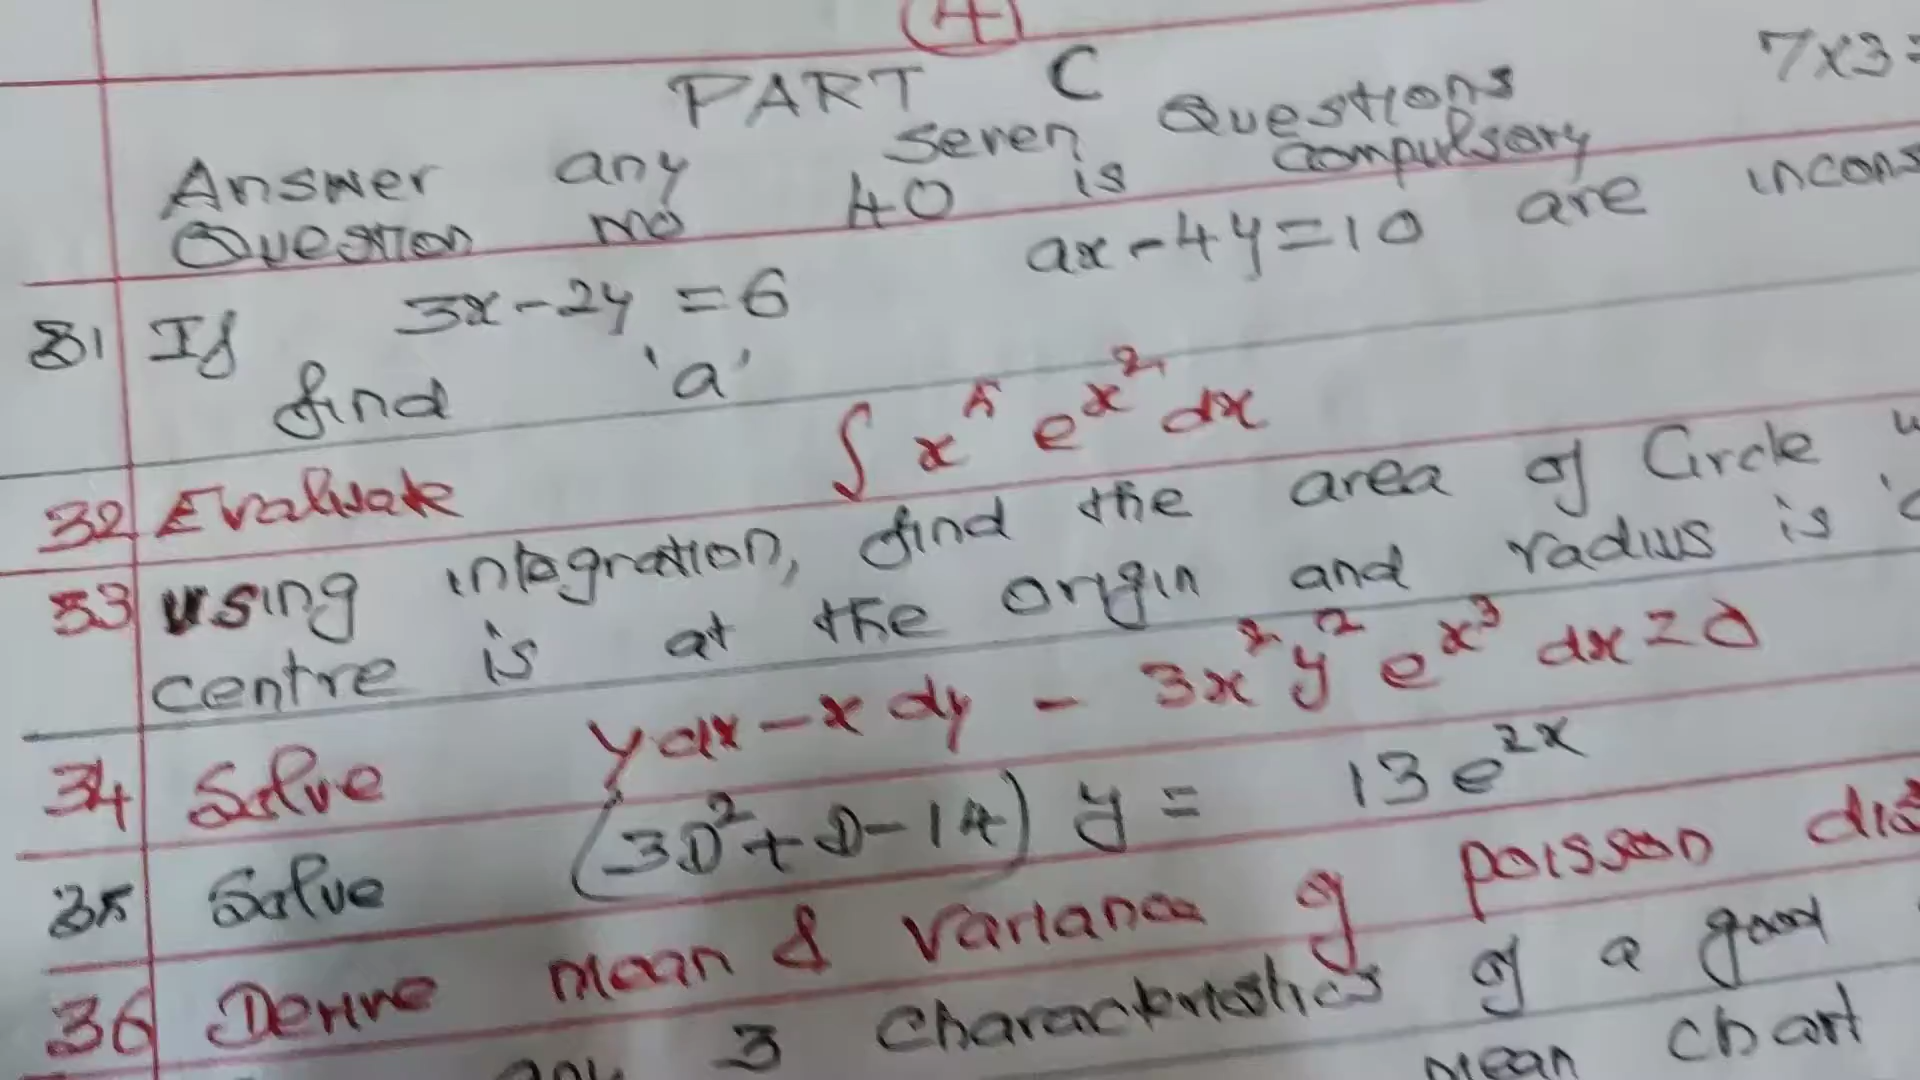 4
PART C
7x3=
Answer any seven Questions
Question no 40 is compulsory
31 If 3x-2y=6 ax-4y=10 are
find 'a'
32 Evaluate ∫ x⁵ e^x² dx
33 using integration, find the area of Circle
centre is at the origin and radius is
34 Solve ydx-xdy - 3x²y² e^x³ dx=0
35 Solve (3D²+D-14) y = 13e^2x
36 Derive mean & variance of poisson
any 3 characteristics of a good
mean chart